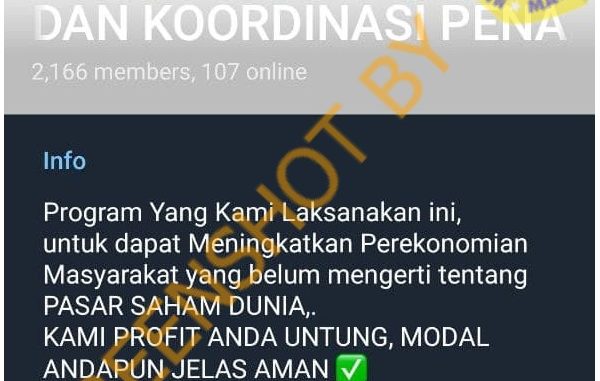 DAN KOORDINASI PENA
2,166 members, 107 online
Info
Program Yang Kami Laksanakan ini,
untuk dapat Meningkatkan Perekonomian
Masyarakat yang belum mengerti tentang
PASAR SAHAM DUNIA,.
KAMI PROFIT ANDA UNTUNG, MODAL
ANDAPUN JELAS AMAN ✅
EENSHOT BY